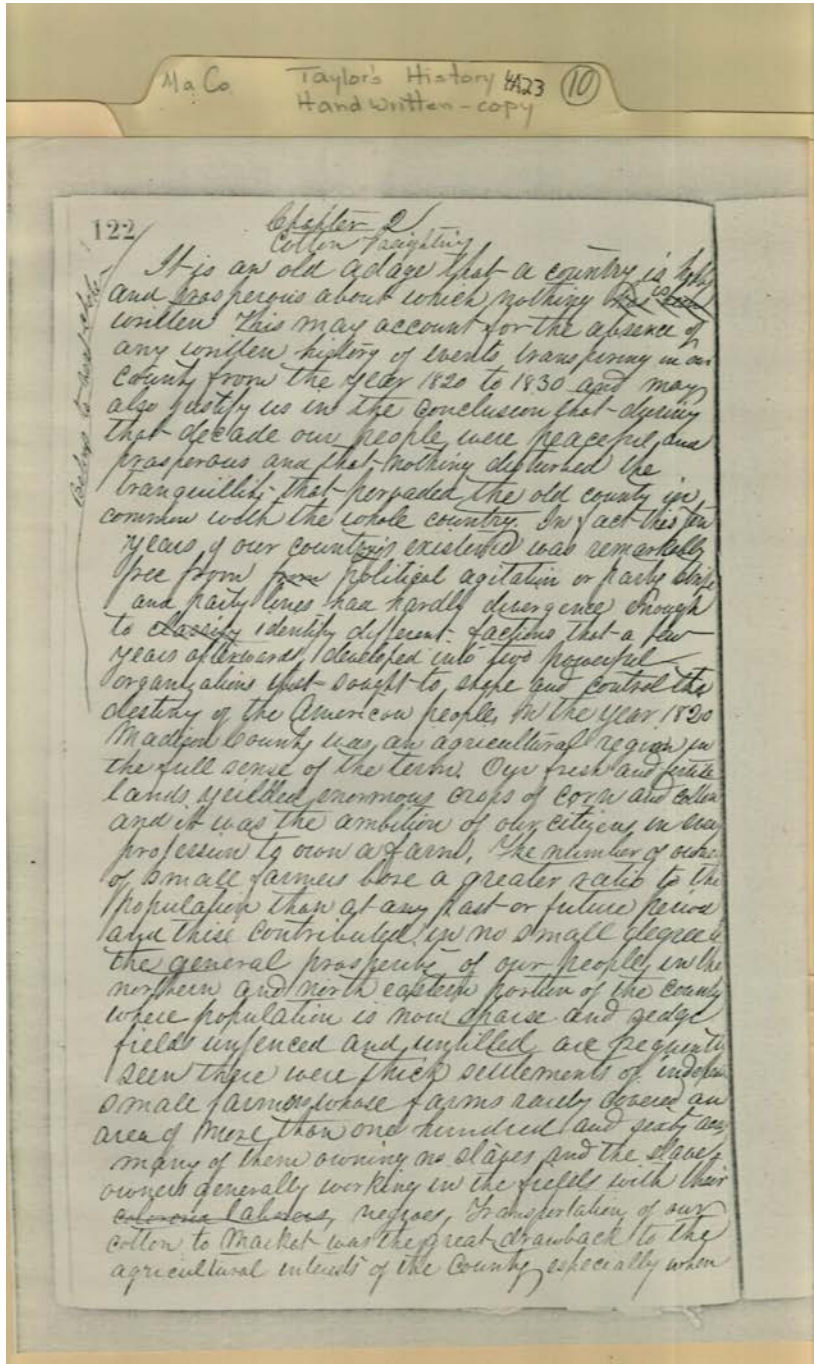 Ma Co Taylor's History 4A23 10
Hand written - copy
122
Chapter 2
Cotton Freighting
It is an old adage that a country is happy
and prosperous about which nothing is
written This may account for the absence of
any written history of events transpiring in our
County from the year 1820 to 1830 and may
also justify us in the conclusion that during
that decade our people were peaceful and
prosperous and that nothing disturbed the
tranquillity that pervaded the old county in
common with the whole country. In fact this ten
years of our country's existence was remarkably
free from from political agitation or party strife
and party lines had hardly divergence enough
to classify identify different factions that a few
years afterwards developed into two powerful
organizations that sought to shape and control the
destiny of the American people, In the year 1820
Madison County was an agricultural region in
the full sense of the term. Our fresh and fertile
lands yeilded enormous crops of corn and cotton
and it was the ambition of our citizens in every
profession to own a farm, The number of
of small farmers bore a greater ratio to the
population than at any past or future period
and these contributed in no small degree to
the general prosperity of our people, in the
northern and north eastern portion of the county
where population is now sparse and sedge
fields unfenced and untilled are frequently
seen there were thick settlements of
small farmers whose farms rarely covered an
area of more than one hundred and sixty acres
many of them owning no slaves and the slave
owners generally working in the fields with their
laborers, negroes, Transportation of our
cotton to Market was the great drawback to the
agricultural interests of the County especially when